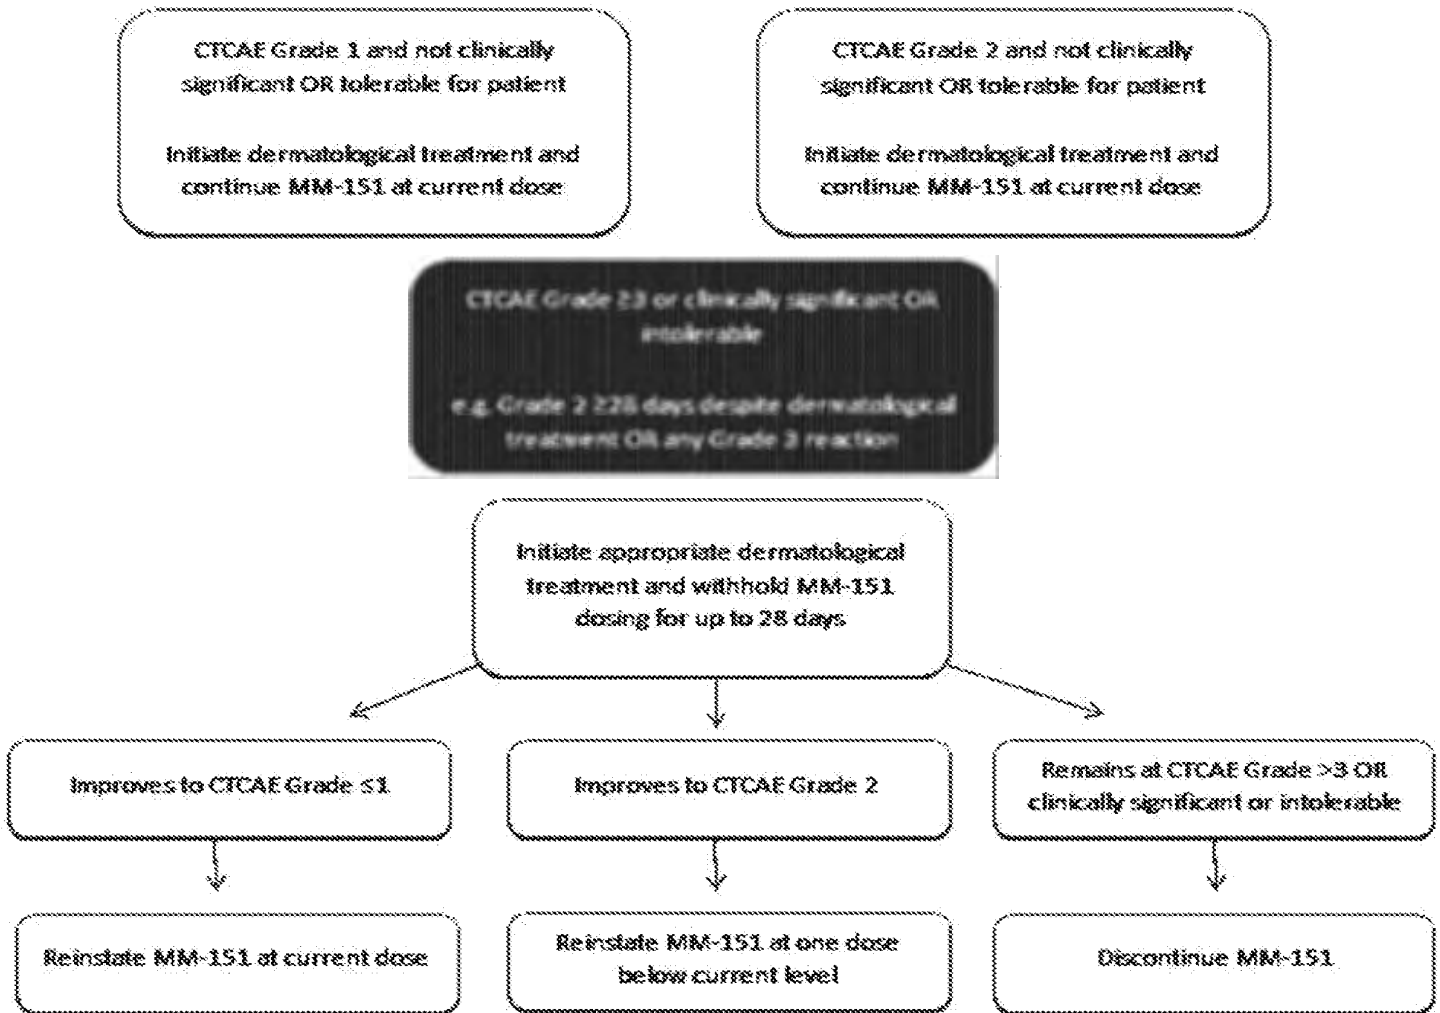 CTCAE Grade 1 and not clinically
significant OR tolerable for patient
Initiate dermatological treatment and
continue MM-151 at current dose
CTCAE Grade 2 and not clinically
significant OR tolerable for patient
Initiate dermatological treatment and
continue MM-151 at current dose
CTCAE Grade ≥3 or clinically significant OR
intolerable
e.g. Grade 2 ≥28 days despite dermatological
treatment OR any Grade 3 reaction
Initiate appropriate dermatological
treatment and withhold MM-151
dosing for up to 28 days
Improves to CTCAE Grade ≤1
Improves to CTCAE Grade 2
Remains at CTCAE Grade >3 OR
clinically significant or intolerable
Reinstate MM-151 at current dose
Reinstate MM-151 at one dose
below current level
Discontinue MM-151